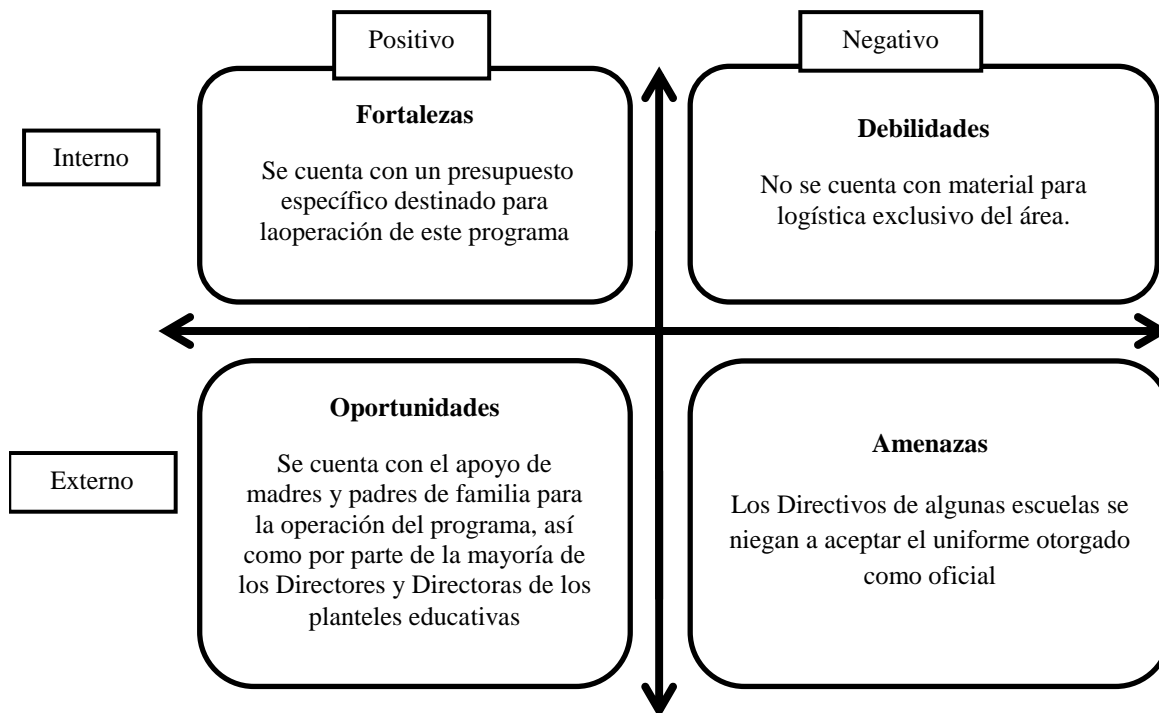 Positivo
Negativo
Interno
Fortalezas
Se cuenta con un presupuesto
específico destinado para
laoperación de este programa
Debilidades
No se cuenta con material para
logística exclusivo del área.
Externo
Oportunidades
Se cuenta con el apoyo de
madres y padres de familia para
la operación del programa, así
como por parte de la mayoría de
los Directores y Directoras de los
planteles educativas
Amenazas
Los Directivos de algunas escuelas se
niegan a aceptar el uniforme otorgado
como oficial